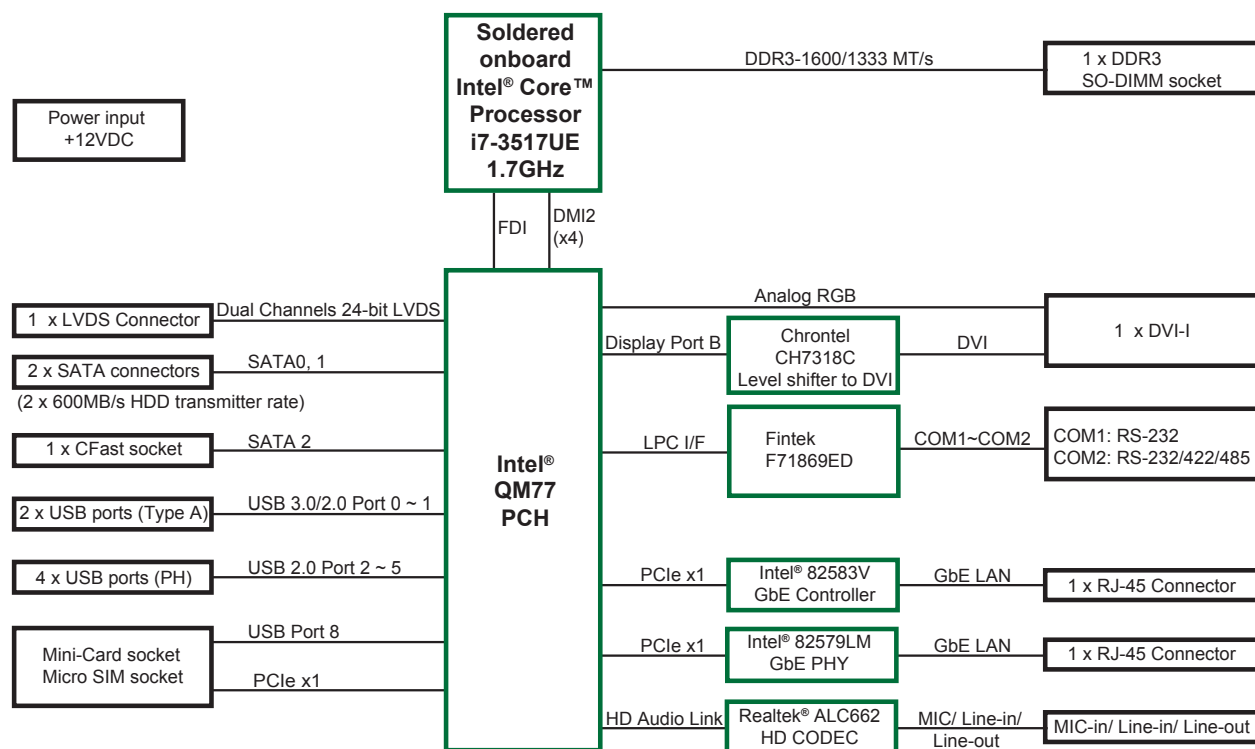 Soldered
onboard
Intel® Core™
Processor
i7-3517UE
1.7GHz
DDR3-1600/1333 MT/s
1 x DDR3
SO-DIMM socket
Power input
+12VDC
FDI
DMI2
(x4)
Intel®
QM77
PCH
1 x LVDS Connector
Dual Channels 24-bit LVDS
2 x SATA connectors
SATA0, 1
(2 x 600MB/s HDD transmitter rate)
1 x CFast socket
SATA 2
2 x USB ports (Type A)
USB 3.0/2.0 Port 0 ~ 1
4 x USB ports (PH)
USB 2.0 Port 2 ~ 5
Mini-Card socket
Micro SIM socket
USB Port 8
PCIe x1
Analog RGB
Display Port B
Chrontel
CH7318C
Level shifter to DVI
DVI
1 x DVI-I
LPC I/F
Fintek
F71869ED
COM1~COM2
COM1: RS-232
COM2: RS-232/422/485
PCIe x1
Intel® 82583V
GbE Controller
GbE LAN
1 x RJ-45 Connector
PCIe x1
Intel® 82579LM
GbE PHY
GbE LAN
1 x RJ-45 Connector
HD Audio Link
Realtek® ALC662
HD CODEC
MIC/ Line-in/
Line-out
MIC-in/ Line-in/ Line-out